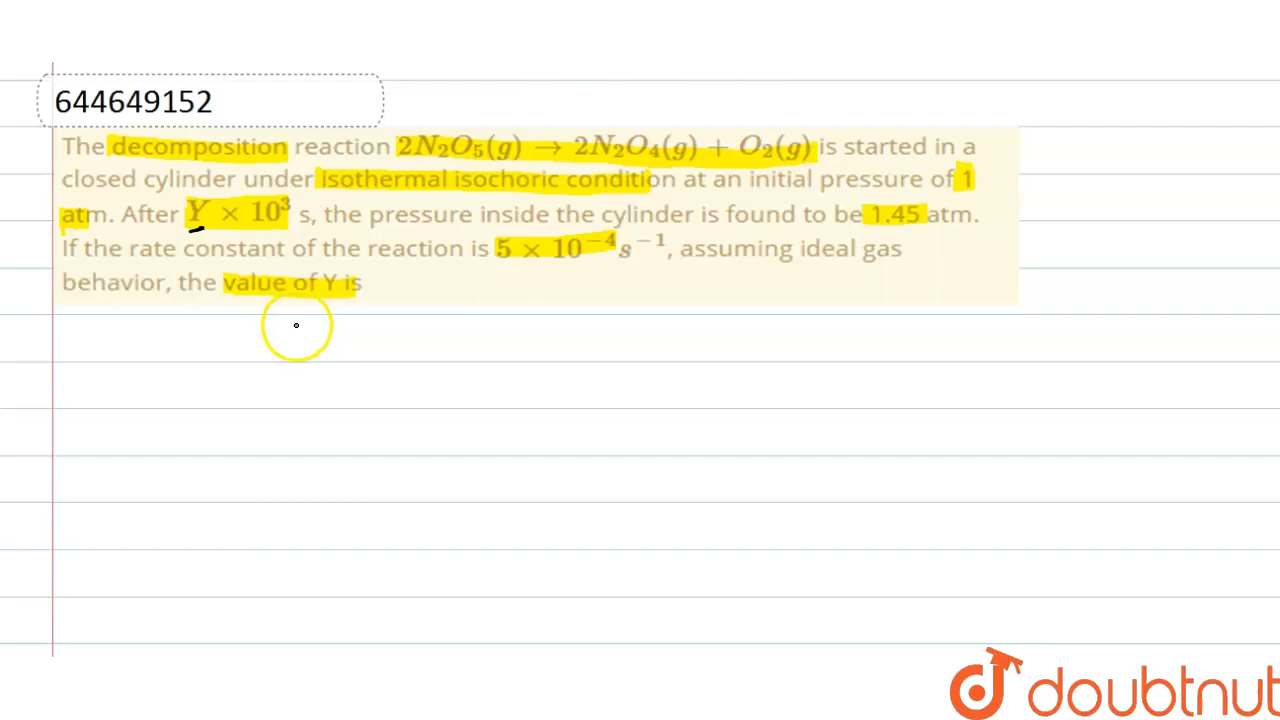 644649152
The decomposition reaction 2N₂O₅(g) → 2N₂O₄(g) + O₂(g) is started in a
closed cylinder under isothermal isochoric condition at an initial pressure of 1
atm. After Y × 10³ s, the pressure inside the cylinder is found to be 1.45 atm.
If the rate constant of the reaction is 5 × 10⁻⁴ s⁻¹, assuming ideal gas
behavior, the value of Y is
doubtnut